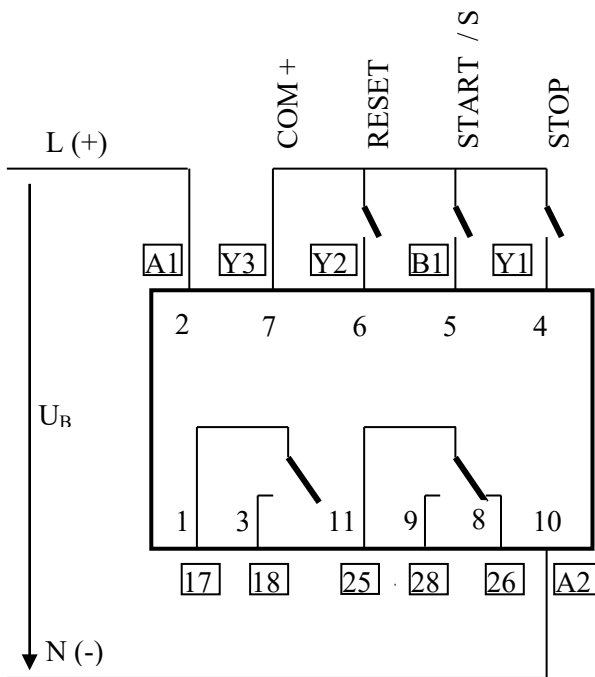 COM +
RESET
START / S
STOP
L (+)
A1 Y3 Y2 B1 Y1
2 7 6 5 4
UB
1 3 11 9 8 10
17 18 25 28 26 A2
N (-)